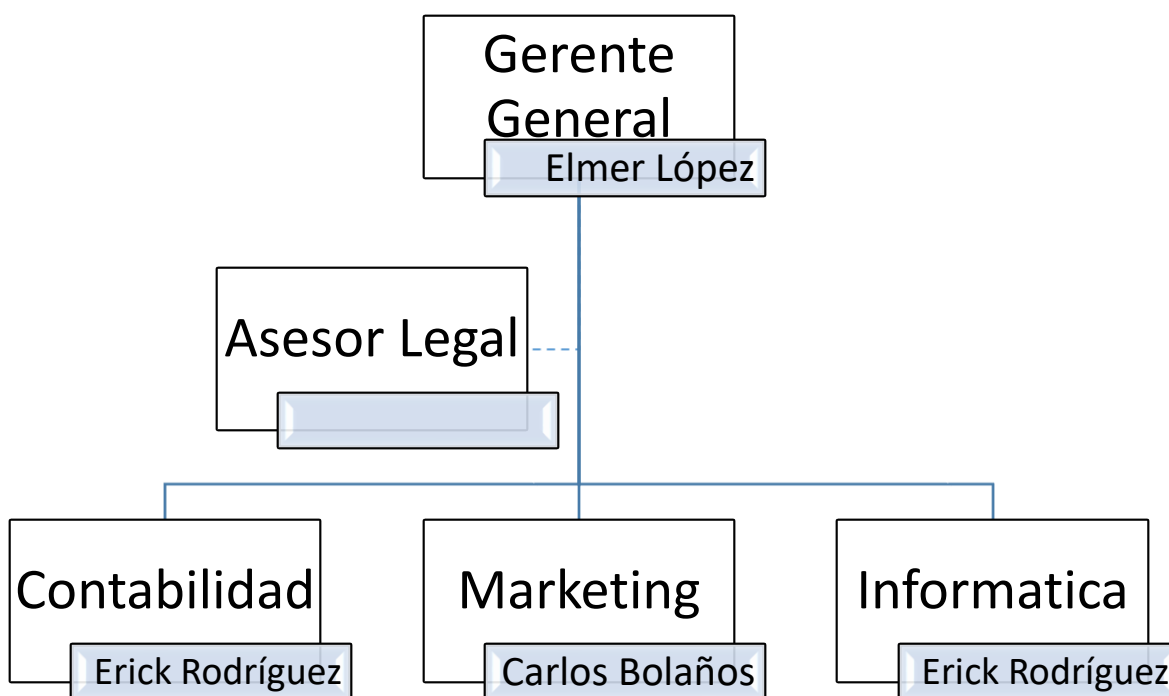 Gerente
General
Elmer López
Asesor Legal
Contabilidad
Erick Rodríguez
Marketing
Carlos Bolaños
Informatica
Erick Rodríguez